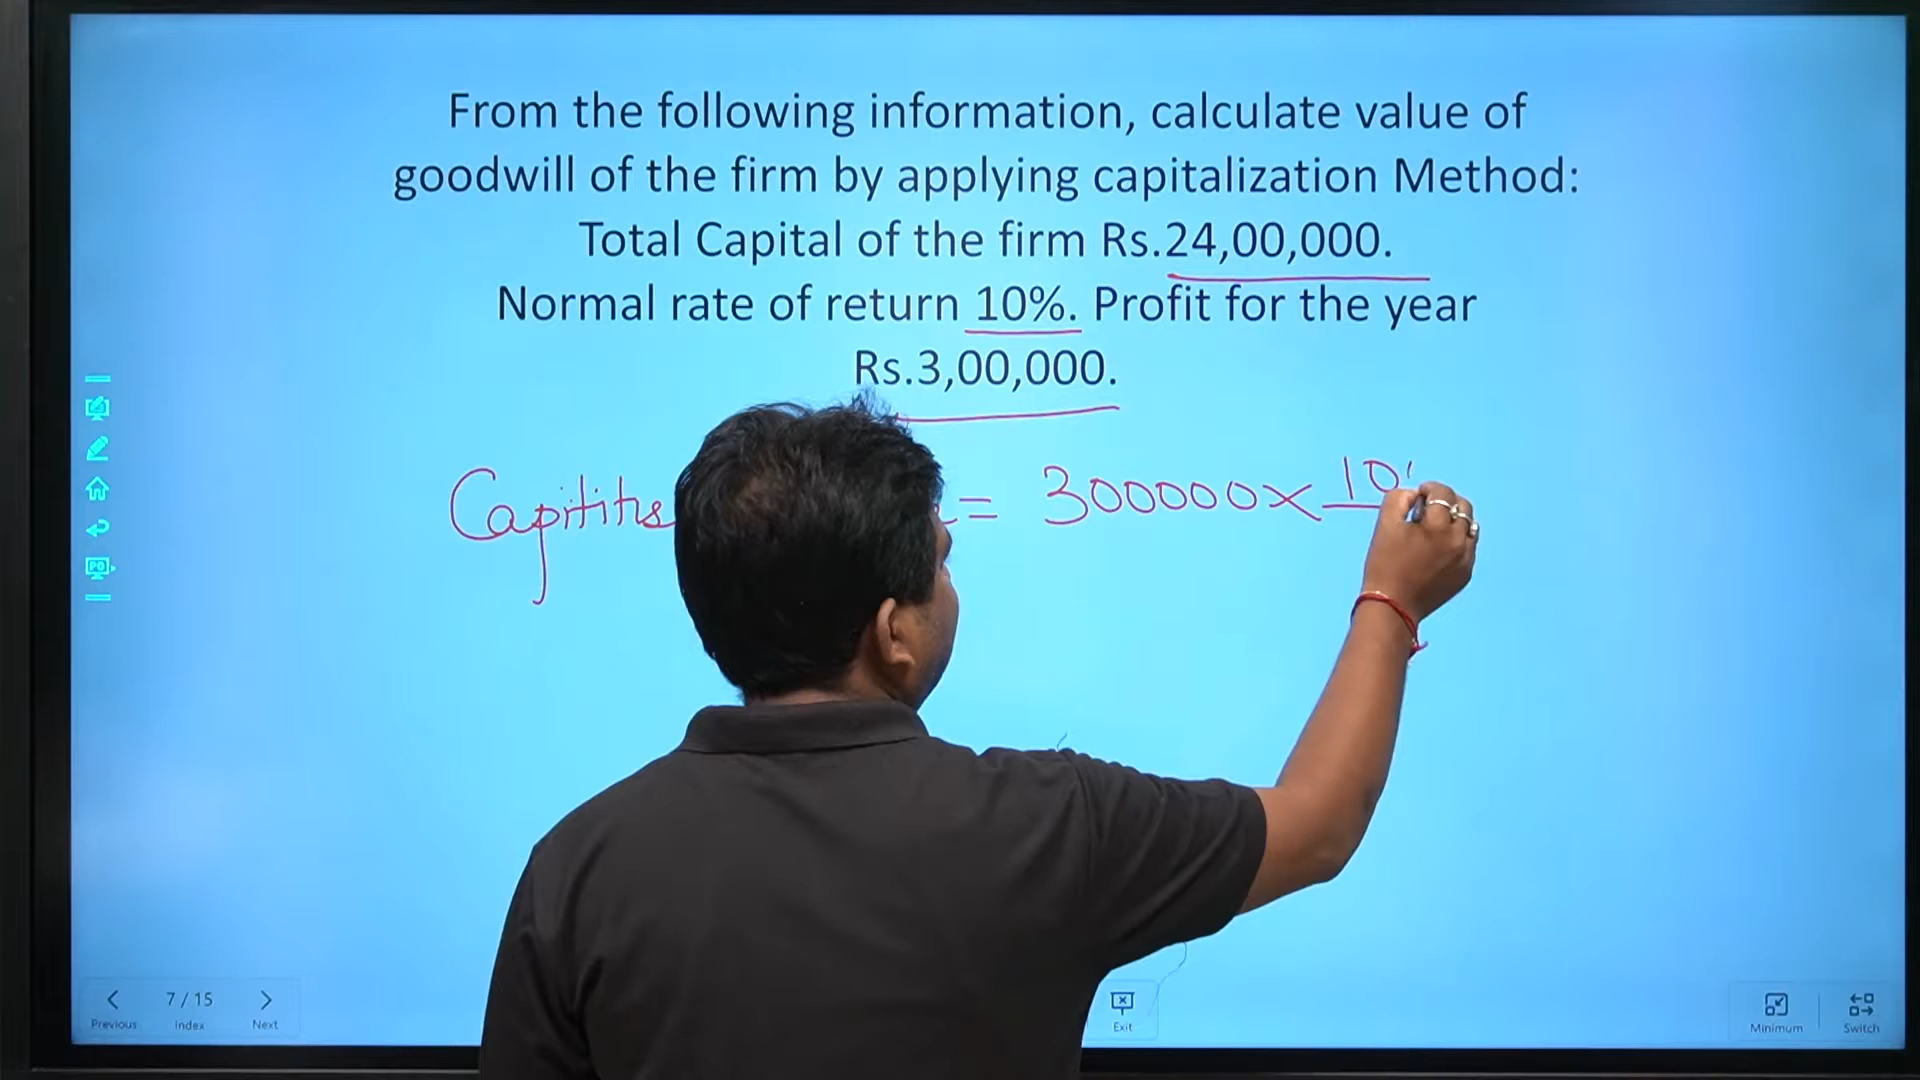 From the following information, calculate value of
goodwill of the firm by applying capitalization Method:
Total Capital of the firm Rs.24,00,000.
Normal rate of return 10%. Profit for the year
Rs.3,00,000.
= 300000 × 10
7 / 15
Previous Index Next
Exit
Minimum Switch